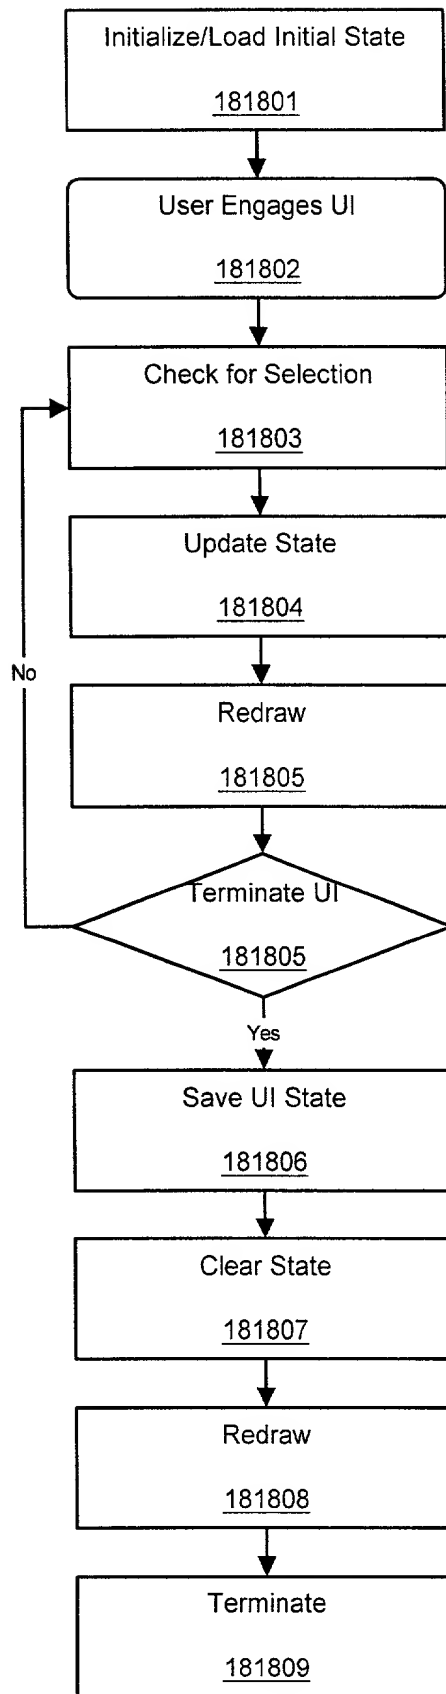 Initialize/Load Initial State
181801
User Engages UI
181802
Check for Selection
181803
Update State
181804
No
Redraw
181805
Terminate UI
181805
Yes
Save UI State
181806
Clear State
181807
Redraw
181808
Terminate
181809